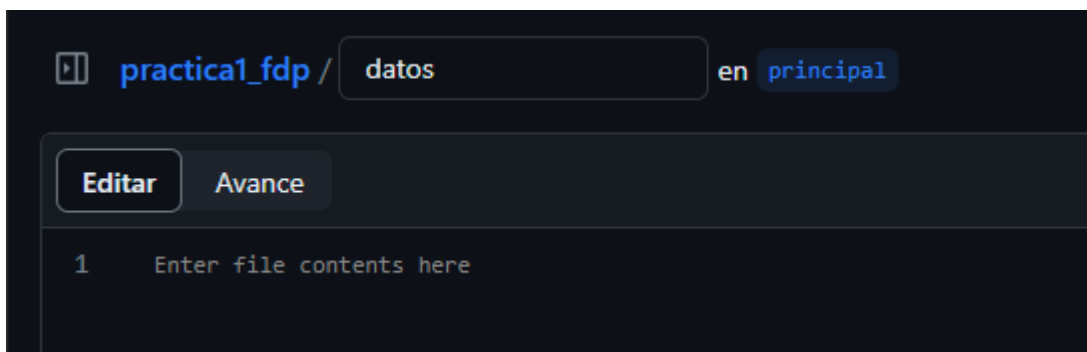 practica1_fdp / datos en principal
Editar Avance
1 Enter file contents here